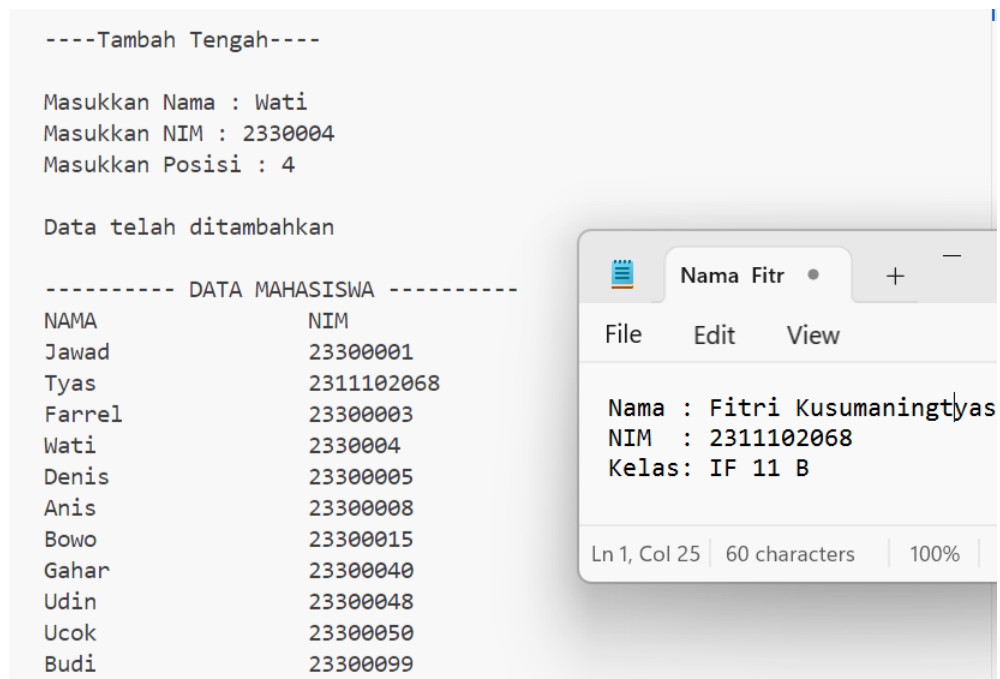 ----Tambah Tengah----
Masukkan Nama : Wati
Masukkan NIM : 2330004
Masukkan Posisi : 4
Data telah ditambahkan
---------- DATA MAHASISWA ----------
NAMA NIM
Jawad 23300001
Tyas 2311102068
Farrel 23300003
Wati 2330004
Denis 23300005
Anis 23300008
Bowo 23300015
Gahar 23300040
Udin 23300048
Ucok 23300050
Budi 23300099
Nama Fitr
File Edit View
Nama : Fitri Kusumaningtyas
NIM : 2311102068
Kelas: IF 11 B
Ln 1, Col 25 60 characters 100%